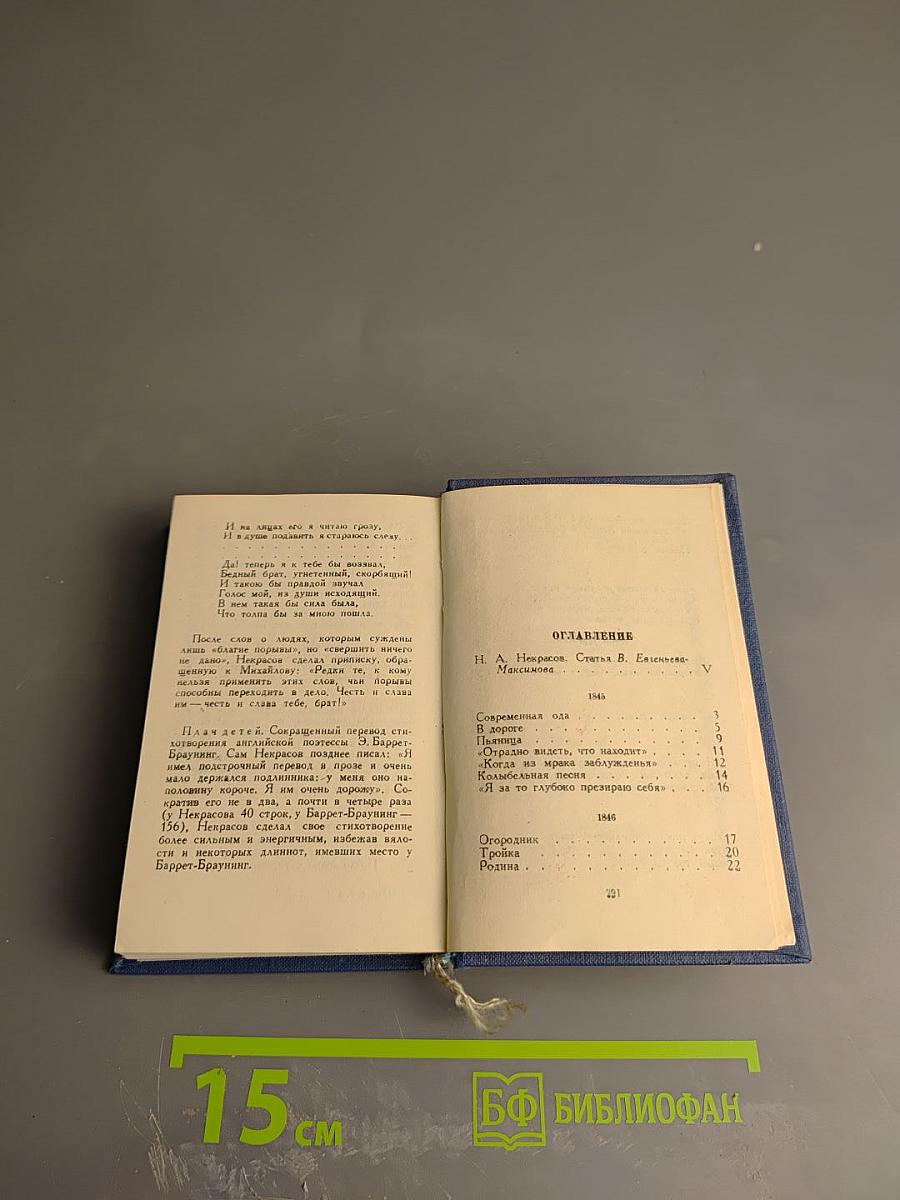 И на лицах его я читаю грозу,
И в душе подавить я стараюсь слезу...
. . . . . . . . . . . . . .
. . . . . . . . . . . . . .
Да! теперь я к тебе бы воззвал,
Бедный брат, угнетенный, скорбящий!
И такою бы правдой звучал
Голос мой, из души исходящий.
В нем такая бы сила была,
Что толпа бы за мною пошла.
После слов о людях, которым суждены
лишь «благие порывы», но «свершить ничего
не дано», Некрасов сделал приписку, обра-
щенную к Михайлову: «Редки те, к кому
нельзя применить этих слов, чьи порывы
способны переходить в дело. Честь и слава
им — честь и слава тебе, брат!»
Плач детей. Сокращенный перевод сти-
хотворения английской поэтессы Э. Баррет-
Браунинг. Сам Некрасов позднее писал: «Я
имел подстрочный перевод в прозе и очень
мало держался подлинника: у меня оно на-
половину короче. Я им очень дорожу». Со-
кратив его не в два, а почти в четыре раза
(у Некрасова 40 строк, у Баррет-Браунинг —
156), Некрасов сделал свое стихотворение
более сильным и энергичным, избежав вяло-
сти и некоторых длиннот, имевших место у
Баррет-Браунинг.
ОГЛАВЛЕНИЕ
Н. А. Некрасов. Статья В. Евгеньева-
Максимова . . . . . . . . . . . V
1845
Современная ода . . . . . . . . . 3
В дороге . . . . . . . . . . . . 5
Пьяница . . . . . . . . . . . . 9
«Отрадно видеть, что находит» . . . . 11
«Когда из мрака заблужденья» . . . . 12
Колыбельная песня . . . . . . . . 14
«Я за то глубоко презираю себя» . . . 16
1846
Огородник . . . . . . . . . . . 17
Тройка . . . . . . . . . . . . 20
Родина . . . . . . . . . . . . 22
291
15 см
БФ БИБЛИОФАН